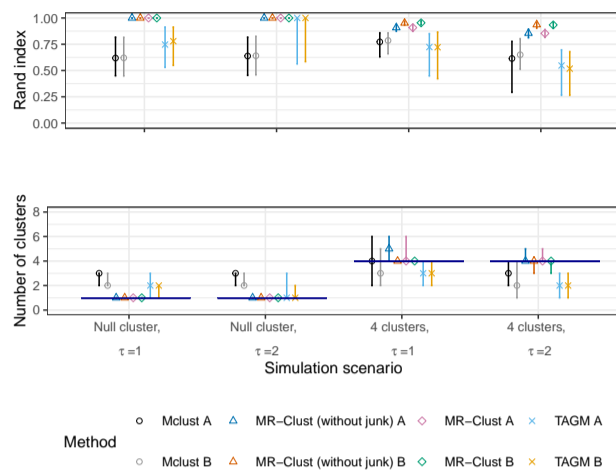 Rand index
1.00
0.75
0.50
0.25
0.00
Number of clusters
8
6
4
2
0
Null cluster, Null cluster, 4 clusters, 4 clusters,
τ =1 τ =2 τ =1 τ =2
Simulation scenario
Method
Mclust A MR−Clust (without junk) A MR−Clust A TAGM A
Mclust B MR−Clust (without junk) B MR−Clust B TAGM B